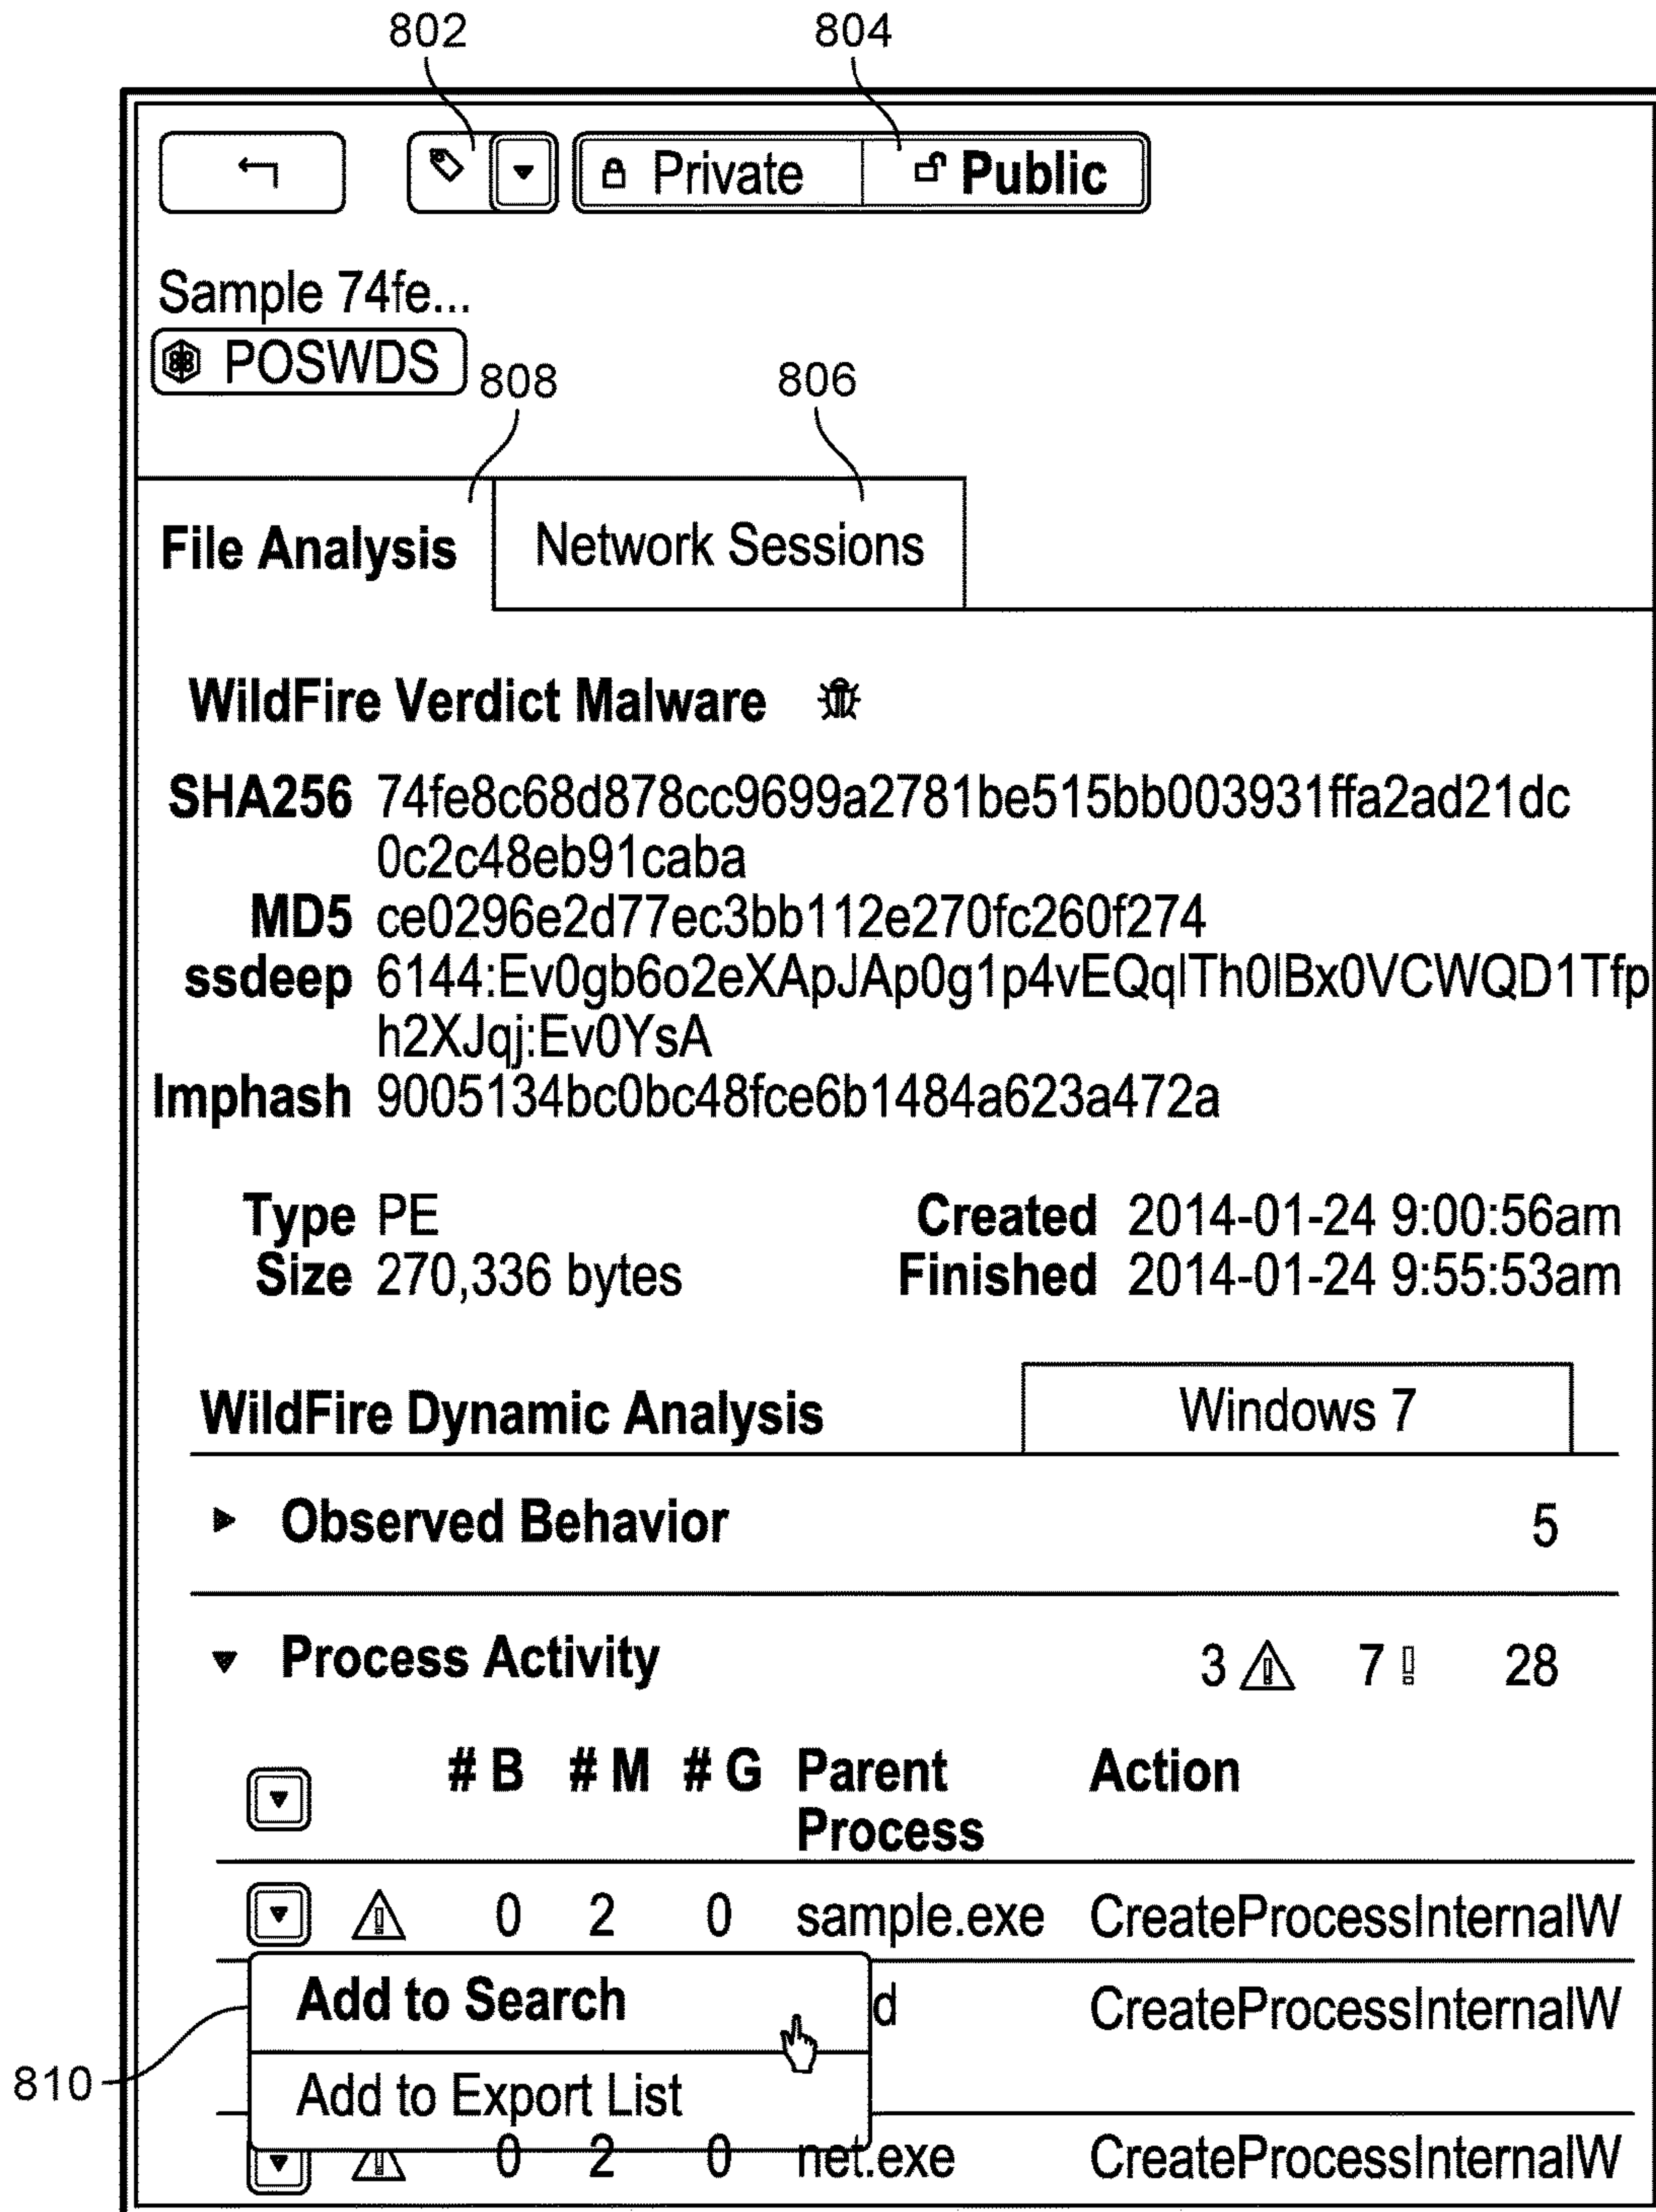 802 804
Private Public
Sample 74fe...
POSWDS
808 806
File Analysis Network Sessions
WildFire Verdict Malware
SHA256 74fe8c68d878cc9699a2781be515bb003931ffa2ad21dc
0c2c48eb91caba
MD5 ce0296e2d77ec3bb112e270fc260f274
ssdeep 6144:Ev0gb6o2eXApJAp0g1p4vEQqlTh0lBx0VCWQD1Tfp
h2XJqj:Ev0YsA
Imphash 9005134bc0bc48fce6b1484a623a472a
Type PE Created 2014-01-24 9:00:56am
Size 270,336 bytes Finished 2014-01-24 9:55:53am
WildFire Dynamic Analysis Windows 7
Observed Behavior 5
Process Activity 3 7 28
# B # M # G Parent Action
Process
0 2 0 sample.exe CreateProcessInternalW
Add to Search d CreateProcessInternalW
810 Add to Export List
0 2 0 net.exe CreateProcessInternalW